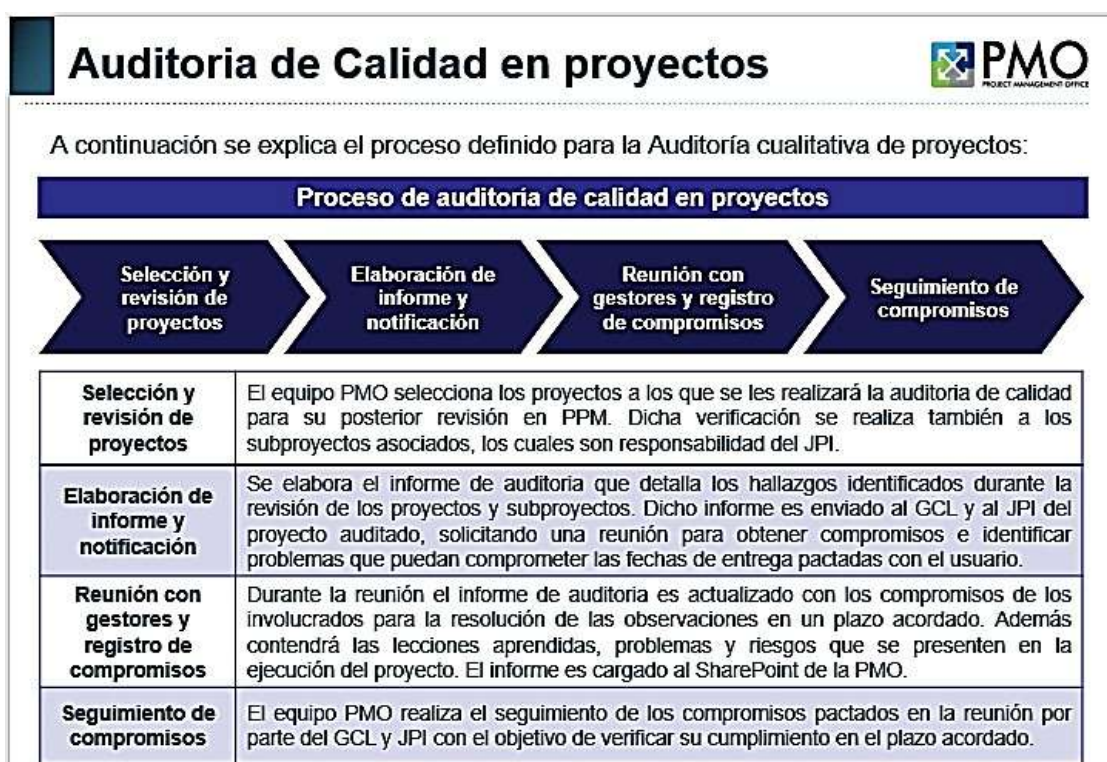 Auditoria de Calidad en proyectos
PMO
PROJECT MANAGEMENT OFFICE
A continuación se explica el proceso definido para la Auditoría cualitativa de proyectos:
Proceso de auditoria de calidad en proyectos
Selección y
revisión de
proyectos
Elaboración de
informe y
notificación
Reunión con
gestores y registro
de compromisos
Seguimiento de
compromisos
Selección y
revisión de
proyectos
El equipo PMO selecciona los proyectos a los que se les realizará la auditoria de calidad
para su posterior revisión en PPM. Dicha verificación se realiza también a los
subproyectos asociados, los cuales son responsabilidad del JPI.
Elaboración de
informe y
notificación
Se elabora el informe de auditoria que detalla los hallazgos identificados durante la
revisión de los proyectos y subproyectos. Dicho informe es enviado al GCL y al JPI del
proyecto auditado, solicitando una reunión para obtener compromisos e identificar
problemas que puedan comprometer las fechas de entrega pactadas con el usuario.
Reunión con
gestores y
registro de
compromisos
Durante la reunión el informe de auditoria es actualizado con los compromisos de los
involucrados para la resolución de las observaciones en un plazo acordado. Además
contendrá las lecciones aprendidas, problemas y riesgos que se presenten en la
ejecución del proyecto. El informe es cargado al SharePoint de la PMO.
Seguimiento de
compromisos
El equipo PMO realiza el seguimiento de los compromisos pactados en la reunión por
parte del GCL y JPI con el objetivo de verificar su cumplimiento en el plazo acordado.